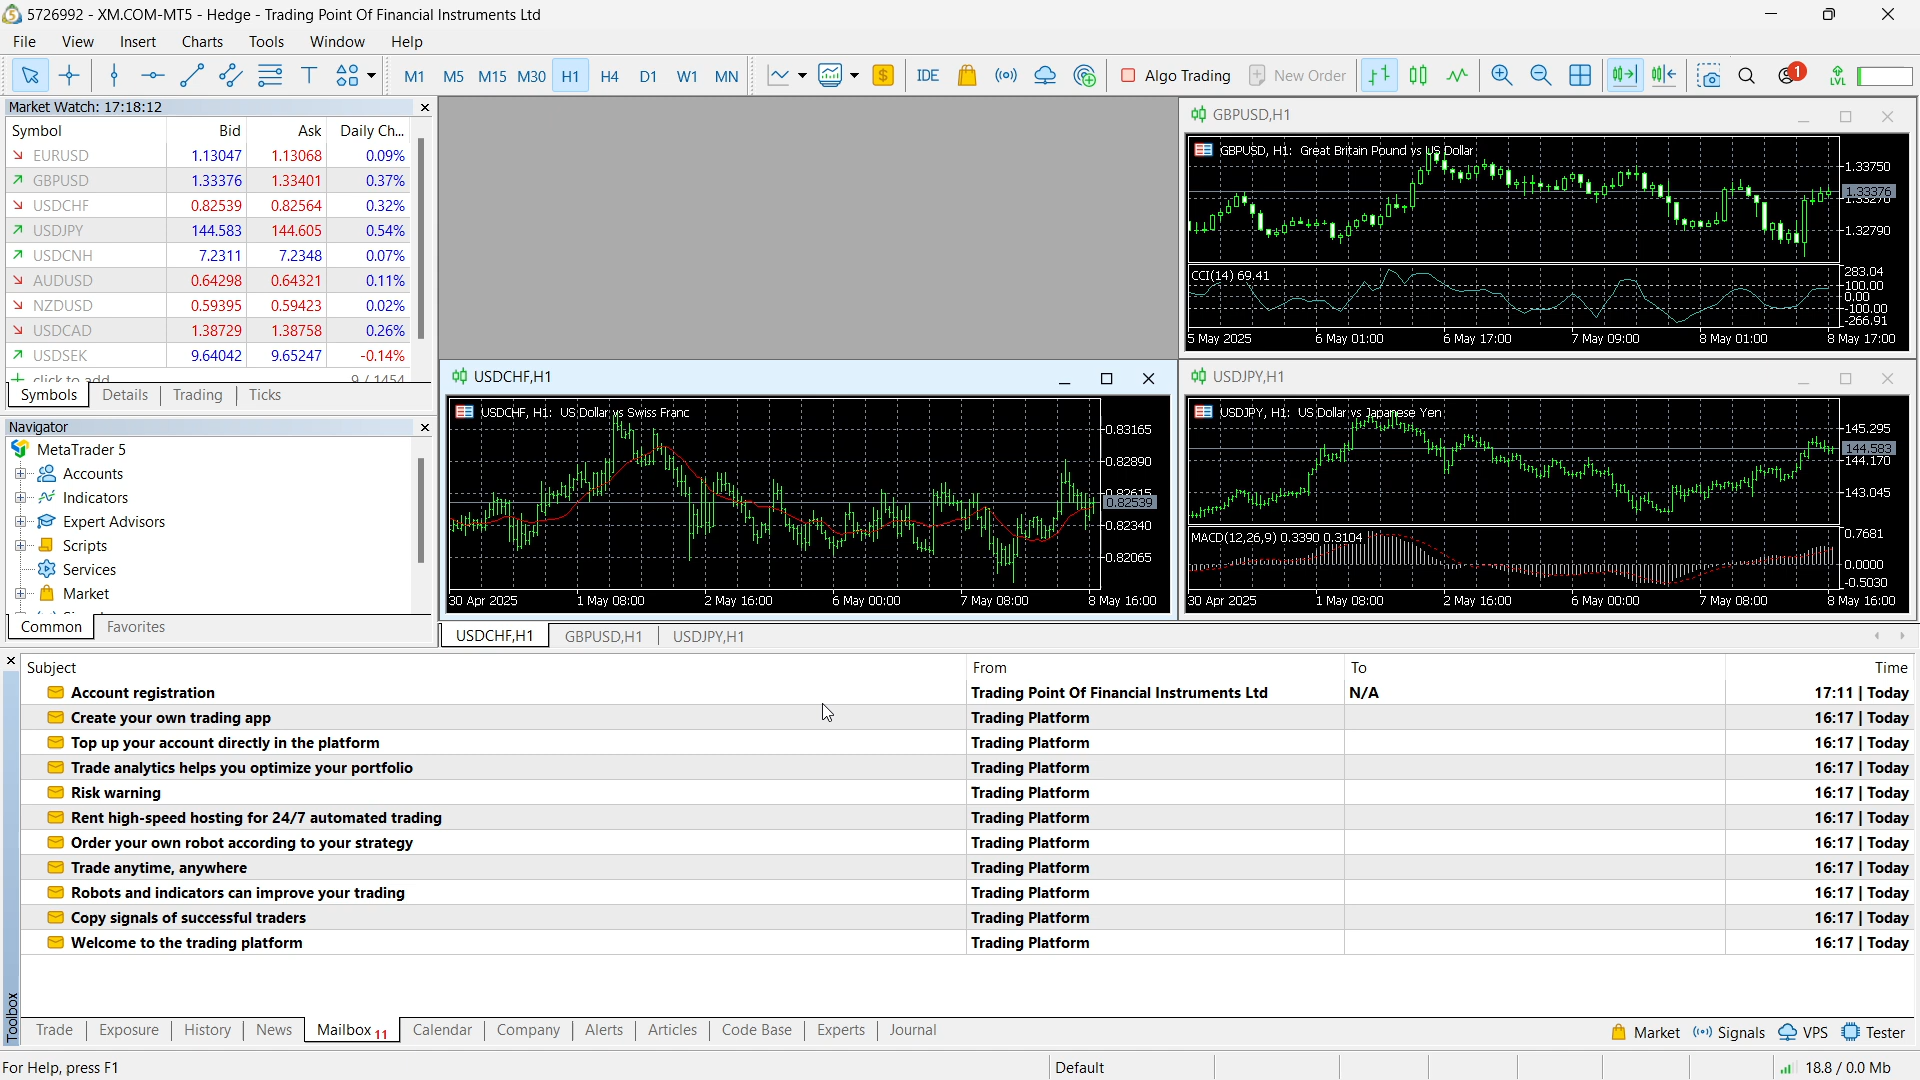 5726992 - XM.COM-MT5 - Hedge - Trading Point Of Financial Instruments Ltd
File View Insert Charts Tools Window Help
M1 M5 M15 M30 H1 H4 D1 W1 MN IDE Algo Trading New Order 1 LVL
Market Watch: 17:18:12
Symbol Bid Ask Daily Ch...
EURUSD 1.13047 1.13068 0.09%
GBPUSD 1.33376 1.33401 0.37%
USDCHF 0.82539 0.82564 0.32%
USDJPY 144.583 144.605 0.54%
USDCNH 7.2311 7.2348 0.07%
AUDUSD 0.64298 0.64321 0.11%
NZDUSD 0.59395 0.59423 0.02%
USDCAD 1.38729 1.38758 0.26%
USDSEK 9.64042 9.65247 -0.14%
click to add 9 / 1454
Symbols Details Trading Ticks
Navigator
MetaTrader 5
Accounts
Indicators
Expert Advisors
Scripts
Services
Market
Common Favorites
GBPUSD,H1
GBPUSD, H1: Great Britain Pound vs US Dollar
1.33750
1.33376
1.33270
1.32790
CCI(14) 69.41
283.04
100.00
0.00
-100.00
-266.91
5 May 2025 6 May 01:00 6 May 17:00 7 May 09:00 8 May 01:00 8 May 17:00
USDCHF,H1
USDCHF, H1: US Dollar vs Swiss Franc
0.83165
0.82890
0.82615
0.82539
0.82340
0.82065
30 Apr 2025 1 May 08:00 2 May 16:00 6 May 00:00 7 May 08:00 8 May 16:00
USDJPY,H1
USDJPY, H1: US Dollar vs Japanese Yen
145.295
144.583
144.170
143.045
MACD(12,26,9) 0.3390 0.3104
0.7681
0.0000
-0.5030
30 Apr 2025 1 May 08:00 2 May 16:00 6 May 00:00 7 May 08:00 8 May 16:00
USDCHF,H1 GBPUSD,H1 USDJPY,H1
Subject From To Time
Account registration Trading Point Of Financial Instruments Ltd N/A 17:11 | Today
Create your own trading app Trading Platform 16:17 | Today
Top up your account directly in the platform Trading Platform 16:17 | Today
Trade analytics helps you optimize your portfolio Trading Platform 16:17 | Today
Risk warning Trading Platform 16:17 | Today
Rent high-speed hosting for 24/7 automated trading Trading Platform 16:17 | Today
Order your own robot according to your strategy Trading Platform 16:17 | Today
Trade anytime, anywhere Trading Platform 16:17 | Today
Robots and indicators can improve your trading Trading Platform 16:17 | Today
Copy signals of successful traders Trading Platform 16:17 | Today
Welcome to the trading platform Trading Platform 16:17 | Today
Toolbox
Trade Exposure History News Mailbox 11 Calendar Company Alerts Articles Code Base Experts Journal Market Signals VPS Tester
For Help, press F1 Default 18.8 / 0.0 Mb